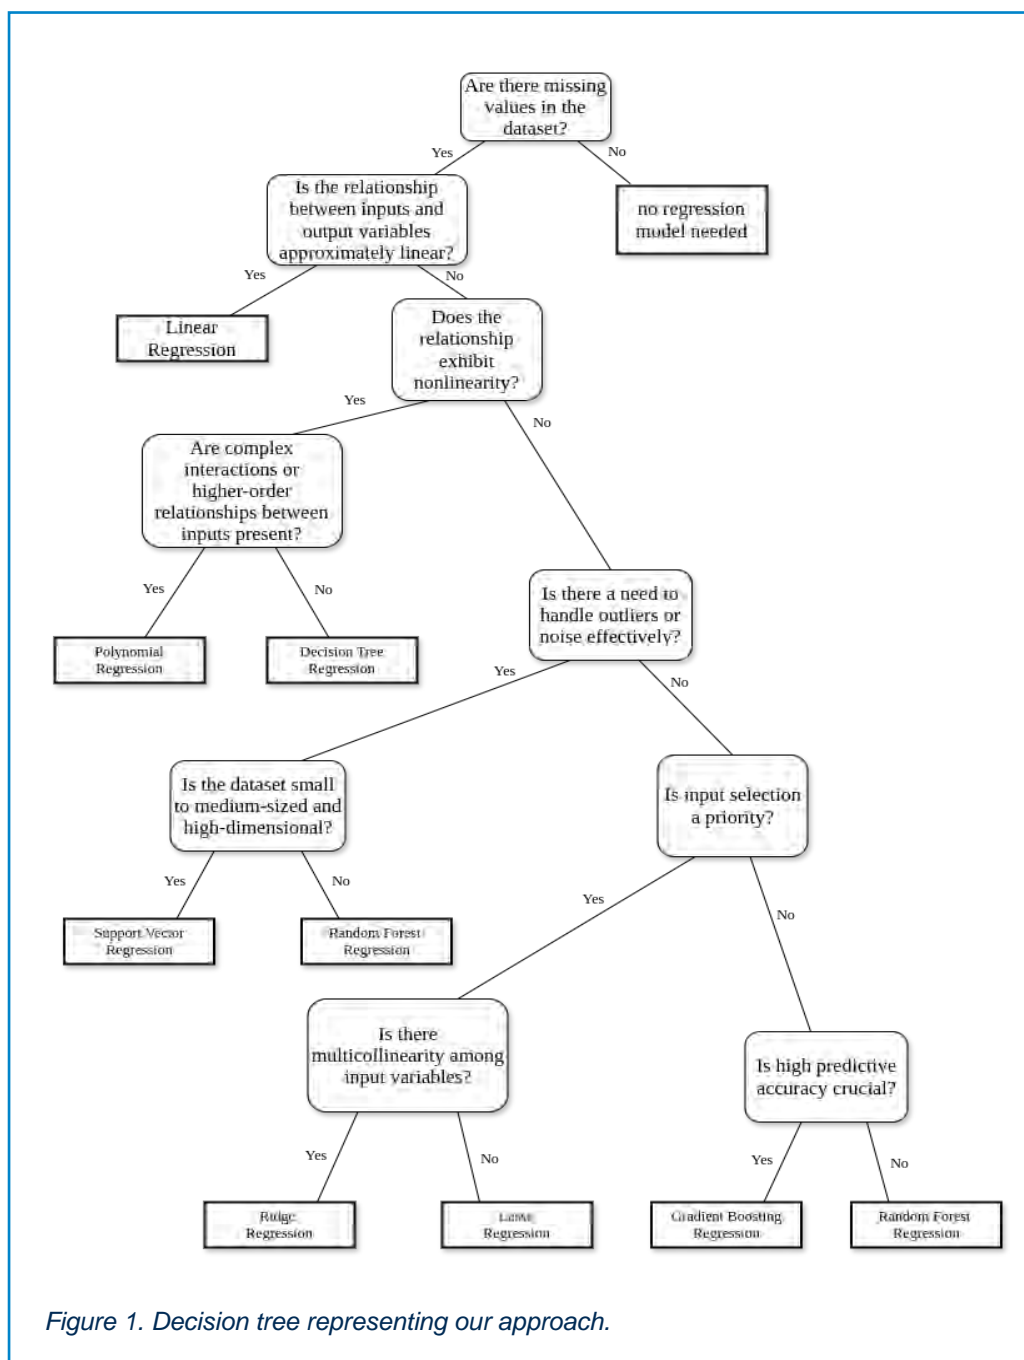 Are there missing
values in the
dataset?
Yes
No
Is the relationship
between inputs and
output variables
approximately linear?
no regression
model needed
Yes
No
Linear
Regression
Does the
relationship
exhibit
nonlinearity?
Yes
No
Are complex
interactions or
higher-order
relationships between
inputs present?
Yes
No
Is there a need to
handle outliers or
noise effectively?
Polynomial
Regression
Decision Tree
Regression
Yes
No
Is the dataset small
to medium-sized and
high-dimensional?
Is input selection
a priority?
Yes
No
Yes
No
Support Vector
Regression
Random Forest
Regression
Is there
multicollinearity among
input variables?
Is high predictive
accuracy crucial?
Yes
No
Yes
No
Ridge
Regression
Lasso
Regression
Gradient Boosting
Regression
Random Forest
Regression
Figure 1. Decision tree representing our approach.